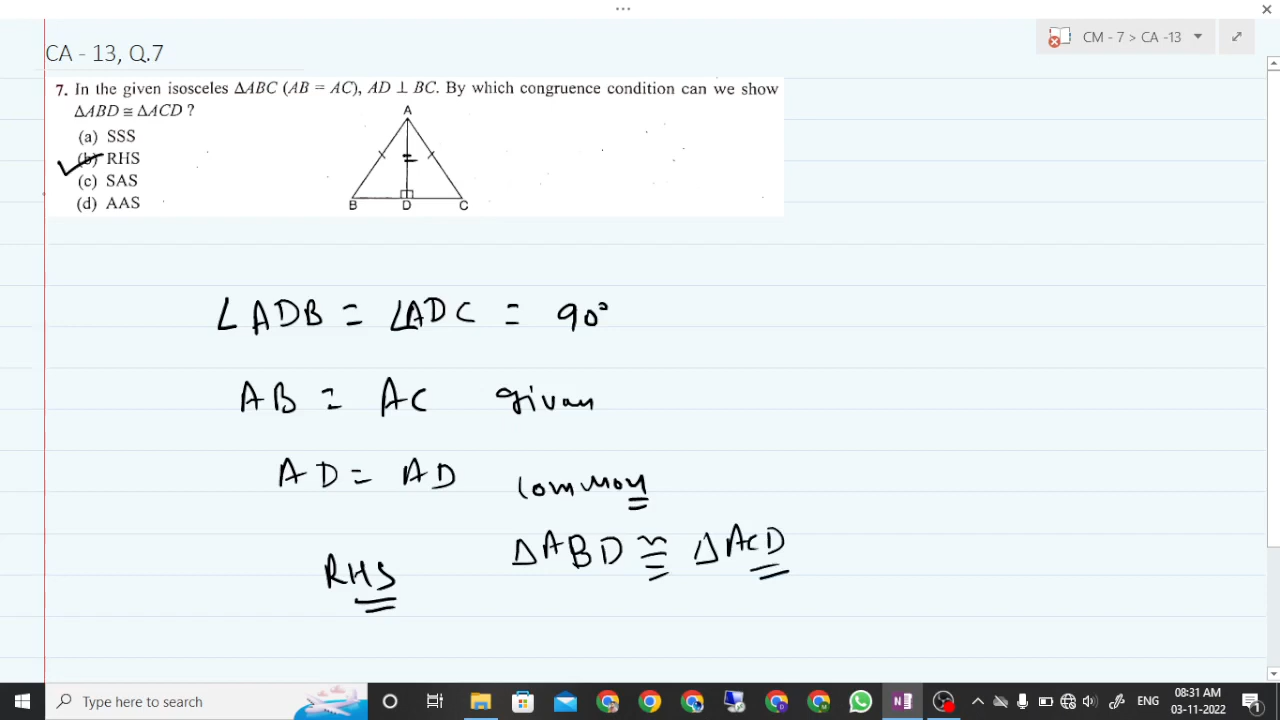 CM - 7 > CA -13
CA - 13, Q.7
7. In the given isosceles ΔABC (AB = AC), AD ⊥ BC. By which congruence condition can we show
ΔABD ≅ ΔACD ?
(a) SSS
(b) RHS
(c) SAS
(d) AAS
A
B D C
∠ADB = ∠ADC = 90°
AB = AC given
AD = AD common
ΔABD ≅ ΔACD
RHS
Type here to search
ENG
08:31 AM
03-11-2022
1